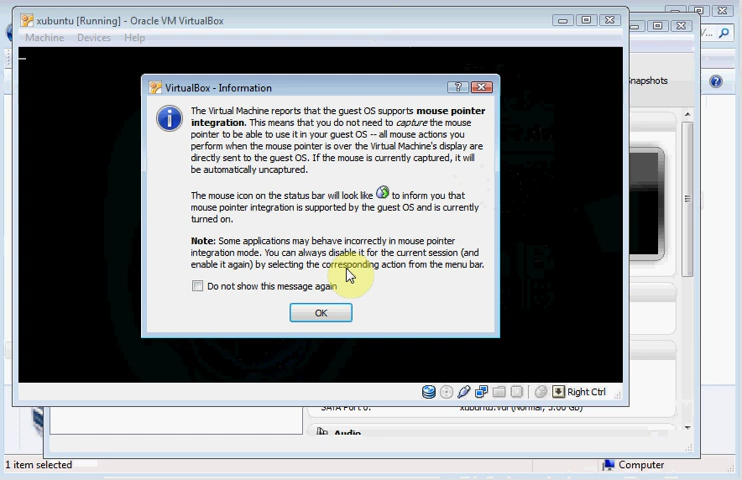 xubuntu [Running] - Oracle VM VirtualBox
Machine Devices Help
/...
Snapshots
VirtualBox - Information
The Virtual Machine reports that the guest OS supports mouse pointer
integration. This means that you do not need to capture the mouse
pointer to be able to use it in your guest OS -- all mouse actions you
perform when the mouse pointer is over the Virtual Machine's display are
directly sent to the guest OS. If the mouse is currently captured, it will
be automatically uncaptured.
The mouse icon on the status bar will look like to inform you that
mouse pointer integration is supported by the guest OS and is currently
turned on.
Note: Some applications may behave incorrectly in mouse pointer
integration mode. You can always disable it for the current session (and
enable it again) by selecting the corresponding action from the menu bar.
Do not show this message again
OK
Right Ctrl
SATA Port 0: xubuntu.vdi (Normal, 5.00 GB)
Audio
1 item selected
Computer